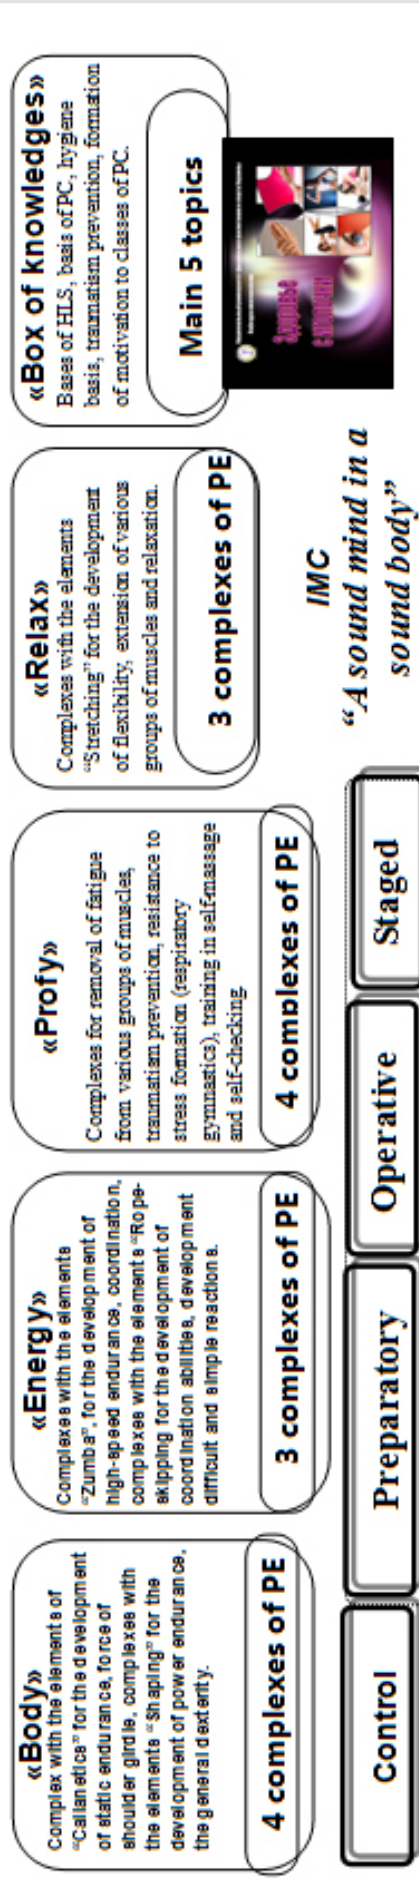 «Body»
Complex with the elements of
"Callanetics" for the development
of static endurance, force of
shoulder girdle, complexes with
the elements "Shaping" for the
development of power endurance,
the general dexterity.
4 complexes of PE
«Energy»
Complexes with the elements
"Zumba", for the development of
high-speed endurance, coordination,
complexes with the elements "Rope-
skipping for the development of
coordination abilities, development
difficult and simple reactions.
3 complexes of PE
«Profy»
Complexes for removal of fatigue
from various groups of muscles,
traumatism prevention, resistance to
stress formation (respiratory
gymnastics), training in self-massage
and self-checking.
4 complexes of PE
«Relax»
Complexes with the elements
"Stretching" for the development
of flexibility, extension of various
groups of muscles and relaxation.
3 complexes of PE
«Box of knowledges»
Bases of HLS, basis of PC, hygiene
basis, traumatism prevention, formation
of motivation to classes of PC.
Main 5 topics
Здоровье
Control
Preparatory
Operative
Staged
IMC
"A sound mind in a
sound body"